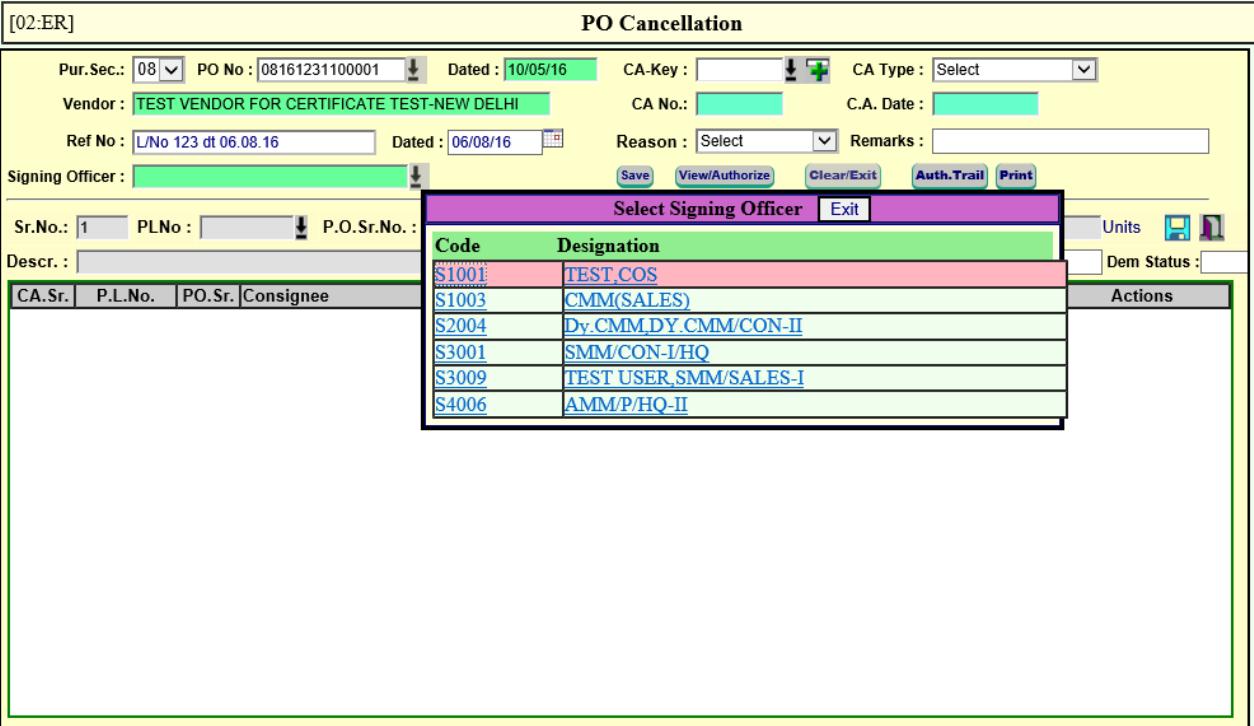 [02:ER] PO Cancellation
Pur.Sec.: 08 PO No : 08161231100001 Dated : 10/05/16 CA-Key : CA Type : Select
Vendor : TEST VENDOR FOR CERTIFICATE TEST-NEW DELHI CA No.: C.A. Date :
Ref No : L/No 123 dt 06.08.16 Dated : 06/08/16 Reason : Select Remarks :
Signing Officer : Save View/Authorize Clear/Exit Auth.Trail Print
Select Signing Officer Exit
Sr.No.: 1 PLNo : P.O.Sr.No. : Units
Code Designation
Descr. : Dem Status :
S1001 TEST,COS
CA.Sr. P.L.No. PO.Sr. Consignee Actions
S1003 CMM(SALES)
S2004 Dy.CMM,DY.CMM/CON-II
S3001 SMM/CON-I/HQ
S3009 TEST USER,SMM/SALES-I
S4006 AMM/P/HQ-II